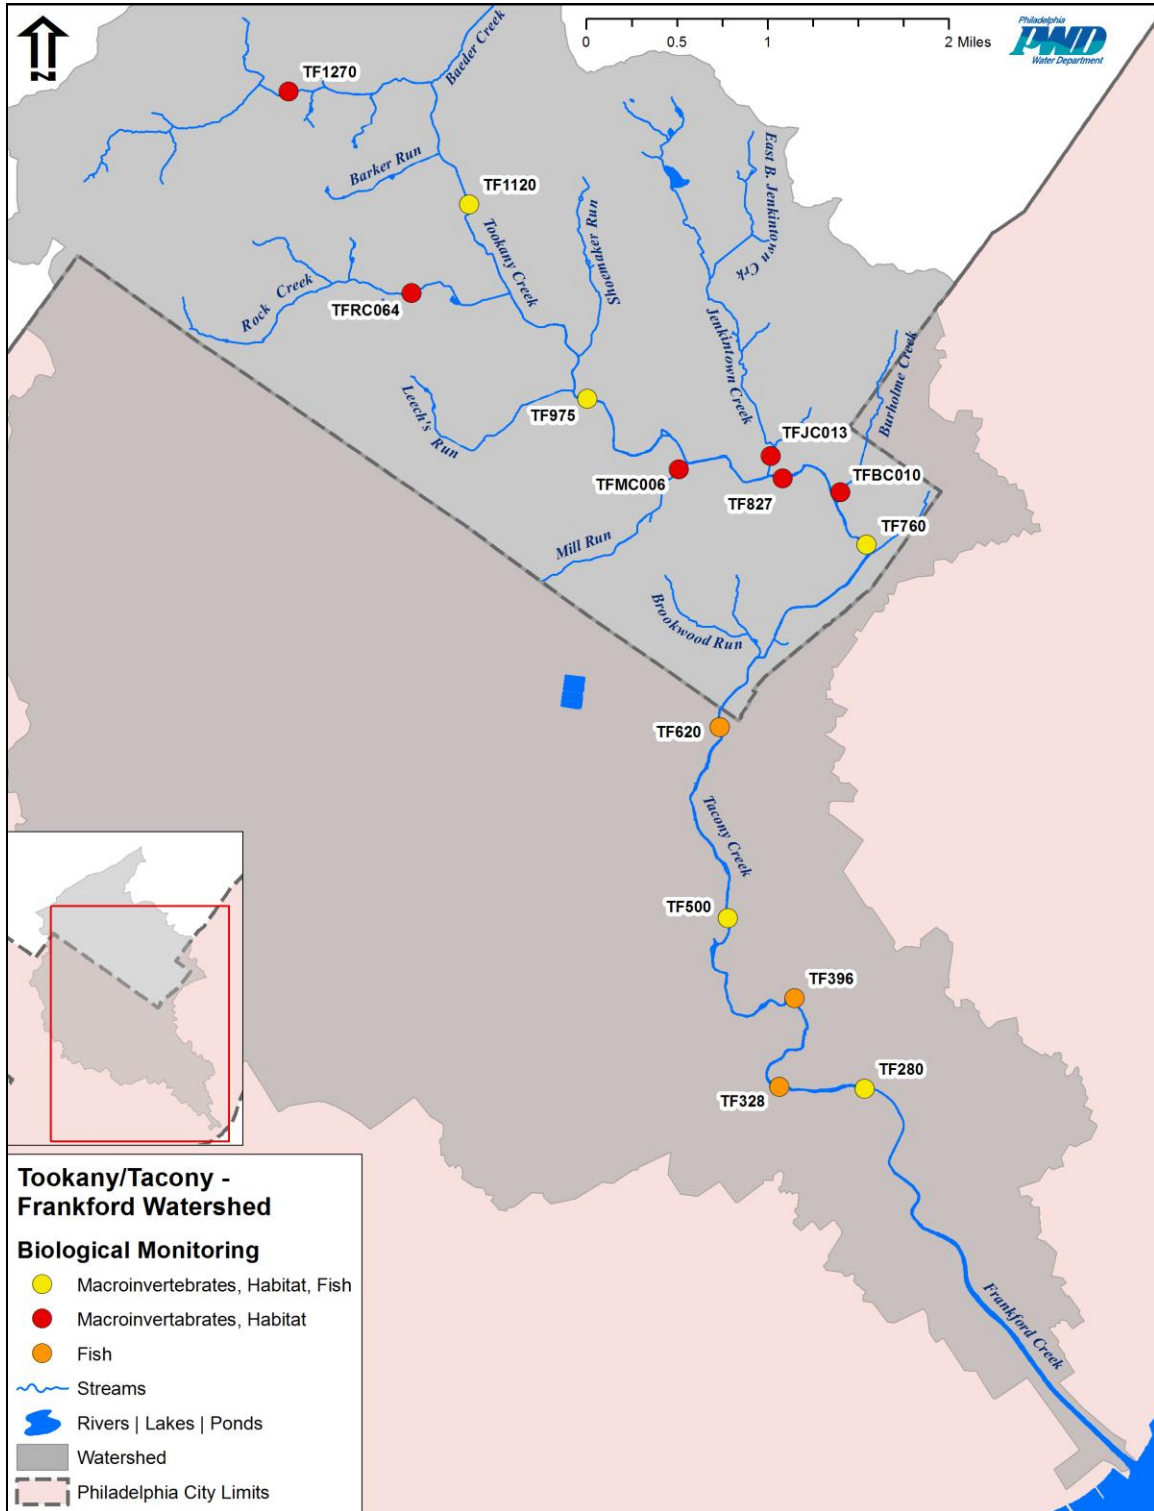 N
0
0.5
1
2 Miles
Philadelphia
PWD
Water Department
TF1270
Baeder Creek
Barker Run
TF1120
Tookany Creek
Shoemaker Run
East B. Jenkintown Crk
Rock Creek
TFRC064
Jenkintown Creek
Burholme Creek
Leech's Run
TF975
TFJC013
TFMC006
TF827
TFBC010
TF760
Mill Run
Brookwood Run
TF620
Tacony Creek
TF500
TF396
TF328
TF280
Frankford Creek
Tookany/Tacony -
Frankford Watershed
Biological Monitoring
Macroinvertebrates, Habitat, Fish
Macroinvertabrates, Habitat
Fish
Streams
Rivers | Lakes | Ponds
Watershed
Philadelphia City Limits